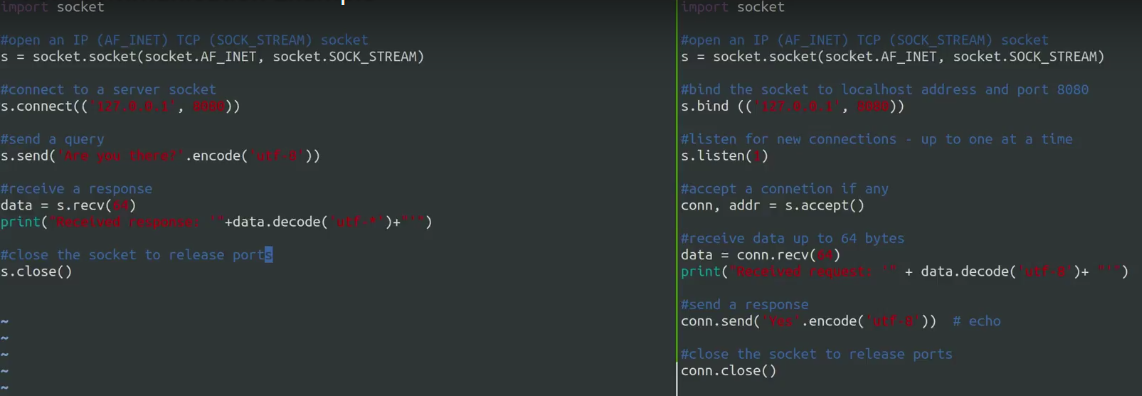 import socket
#open an IP (AF_INET) TCP (SOCK_STREAM) socket
s = socket.socket(socket.AF_INET, socket.SOCK_STREAM)
#connect to a server socket
s.connect(('127.0.0.1', 8080))
#send a query
s.send('Are you there?'.encode('utf-8'))
#receive a response
data = s.recv(64)
print("Received response: '"+data.decode('utf-*')+"'")
#close the socket to release ports
s.close()
~
~
~
~
~
import socket
#open an IP (AF_INET) TCP (SOCK_STREAM) socket
s = socket.socket(socket.AF_INET, socket.SOCK_STREAM)
#bind the socket to localhost address and port 8080
s.bind (('127.0.0.1', 8080))
#listen for new connections - up to one at a time
s.listen(1)
#accept a connetion if any
conn, addr = s.accept()
#receive data up to 64 bytes
data = conn.recv(64)
print("Received request: '" + data.decode('utf-8')+ "'")
#send a response
conn.send('Yes'.encode('utf-8')) # echo
#close the socket to release ports
conn.close()